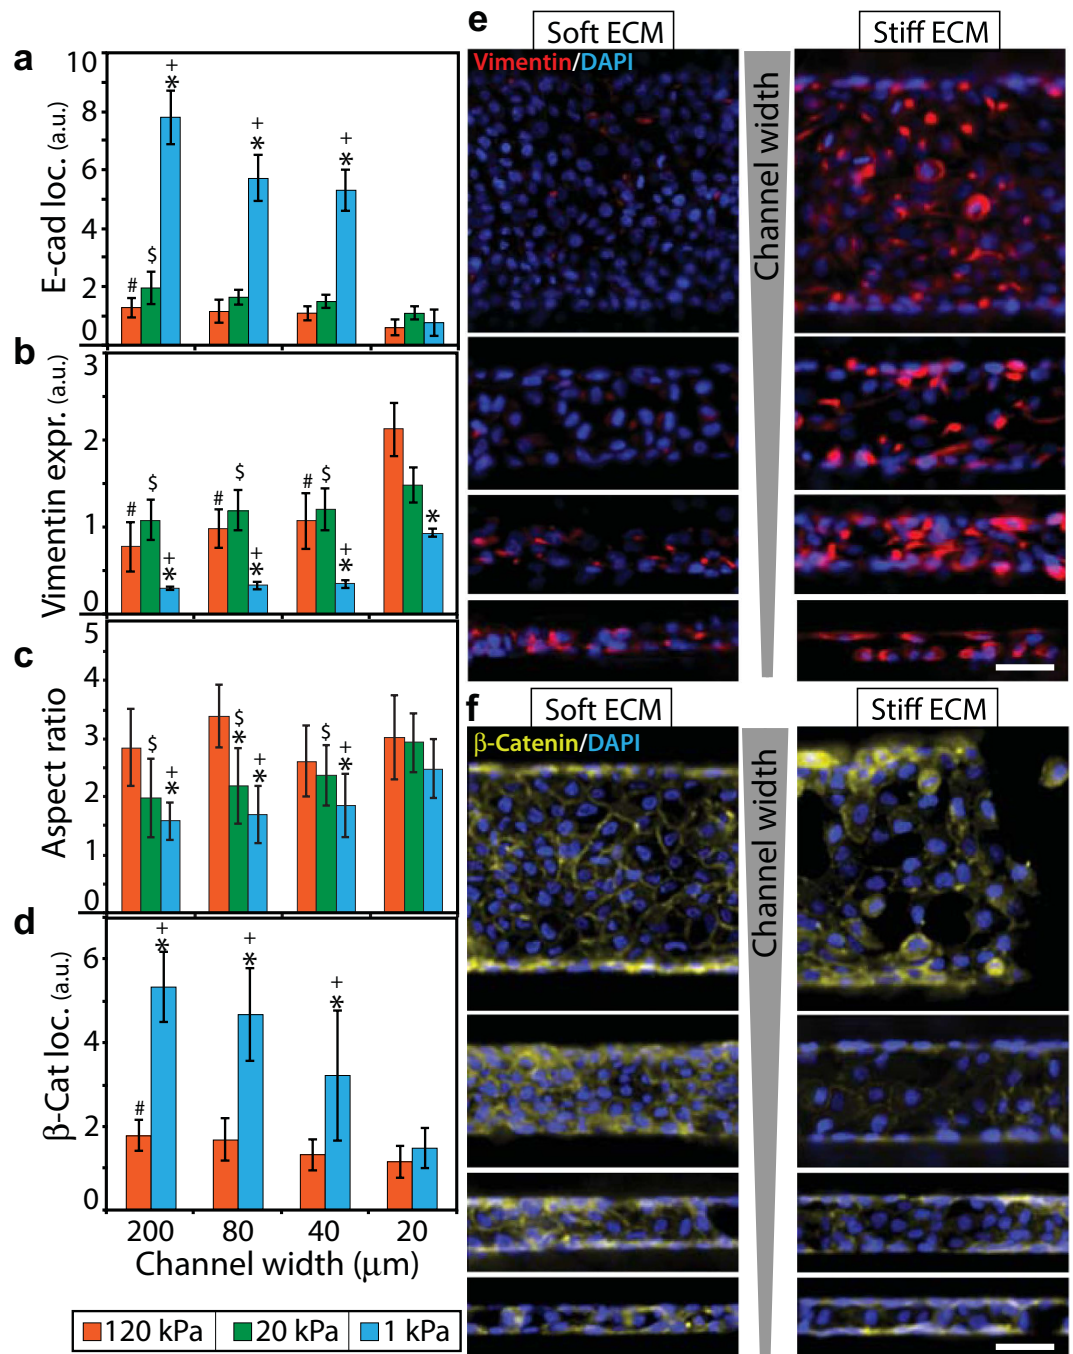 a
E-cad loc. (a.u.)
10
8
6
4
2
0
# $ + *
+ *
+ *
b
Vimentin expr. (a.u.)
3
2
1
0
# $ + *
# $ + *
# $ + *
*
c
Aspect ratio
5
4
3
2
1
0
$ + *
$ * + *
$ + *
d
β-Cat loc. (a.u.)
6
4
2
0
# + *
+ *
+ *
200 80 40 20
Channel width (μm)
120 kPa 20 kPa 1 kPa
e
Soft ECM Stiff ECM
Vimentin/DAPI
Channel width
f
Soft ECM Stiff ECM
β-Catenin/DAPI
Channel width